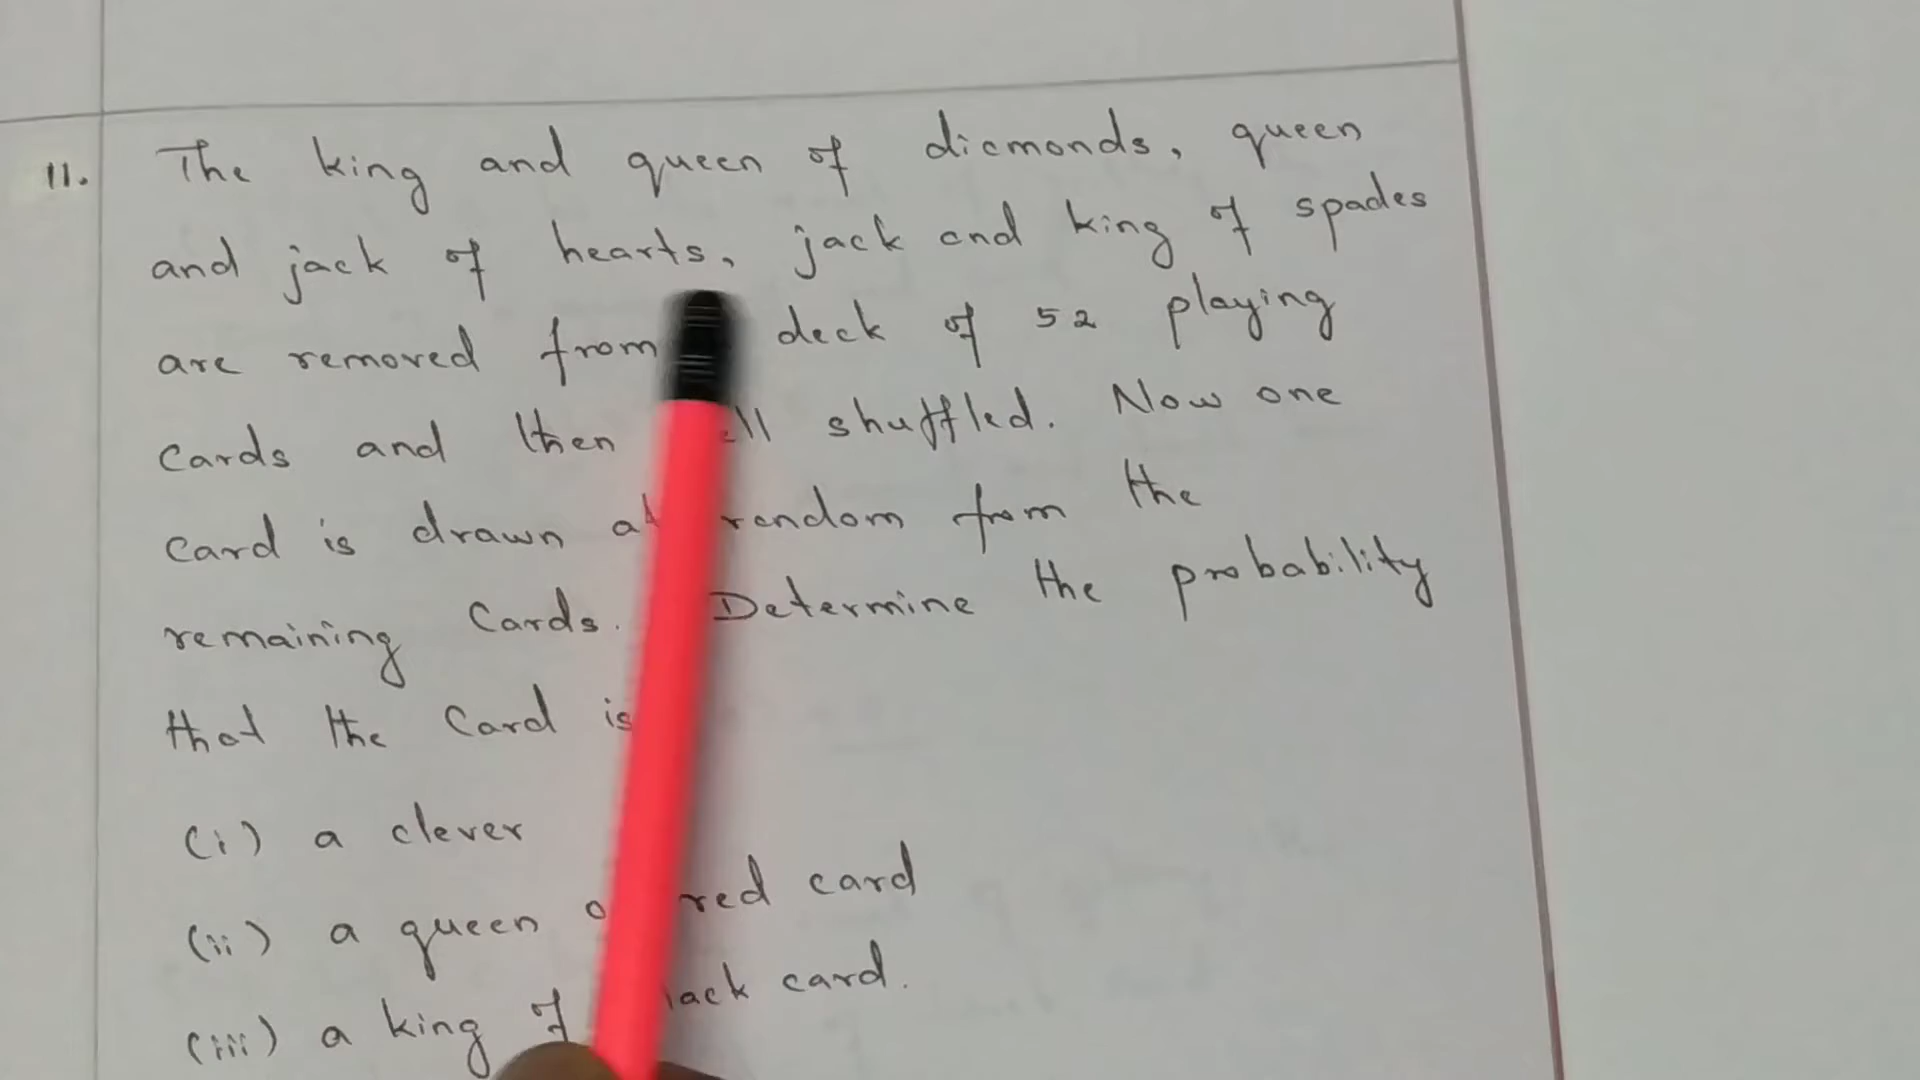 11. The king and queen of diamonds, queen
and jack of hearts, jack and king of spades
are removed from deck of 52 playing
cards and then shuffled. Now one
card is drawn at random from the
remaining cards. Determine the probability
that the card is
(i) a clever
(ii) a queen red card
(iii) a king of card.